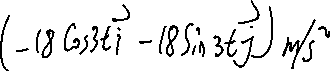 (-18 Cos3t i⃗ - 18 Sin 3t j⃗) m/s²